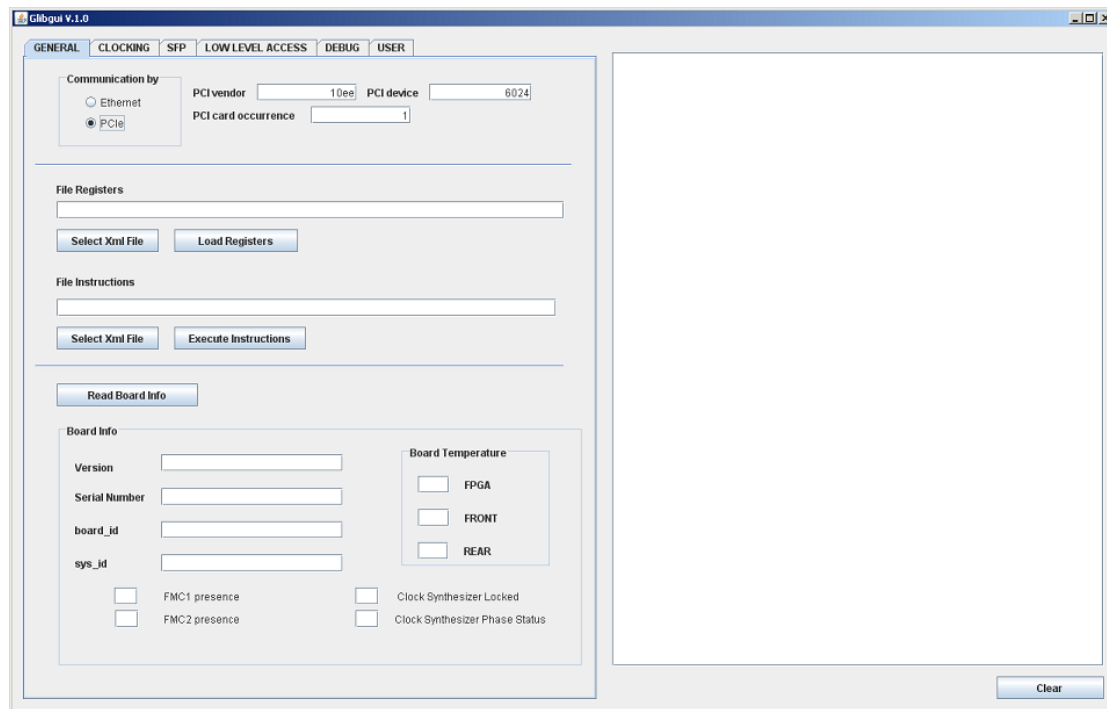 Glibgui V.1.0
GENERAL CLOCKING SFP LOW LEVEL ACCESS DEBUG USER
Communication by
Ethernet
PCIe
PCI vendor 10ee PCI device 6024
PCI card occurrence 1
File Registers
Select Xml File Load Registers
File Instructions
Select Xml File Execute Instructions
Read Board Info
Board Info
Version
Serial Number
board_id
sys_id
Board Temperature
FPGA
FRONT
REAR
FMC1 presence Clock Synthesizer Locked
FMC2 presence Clock Synthesizer Phase Status
Clear